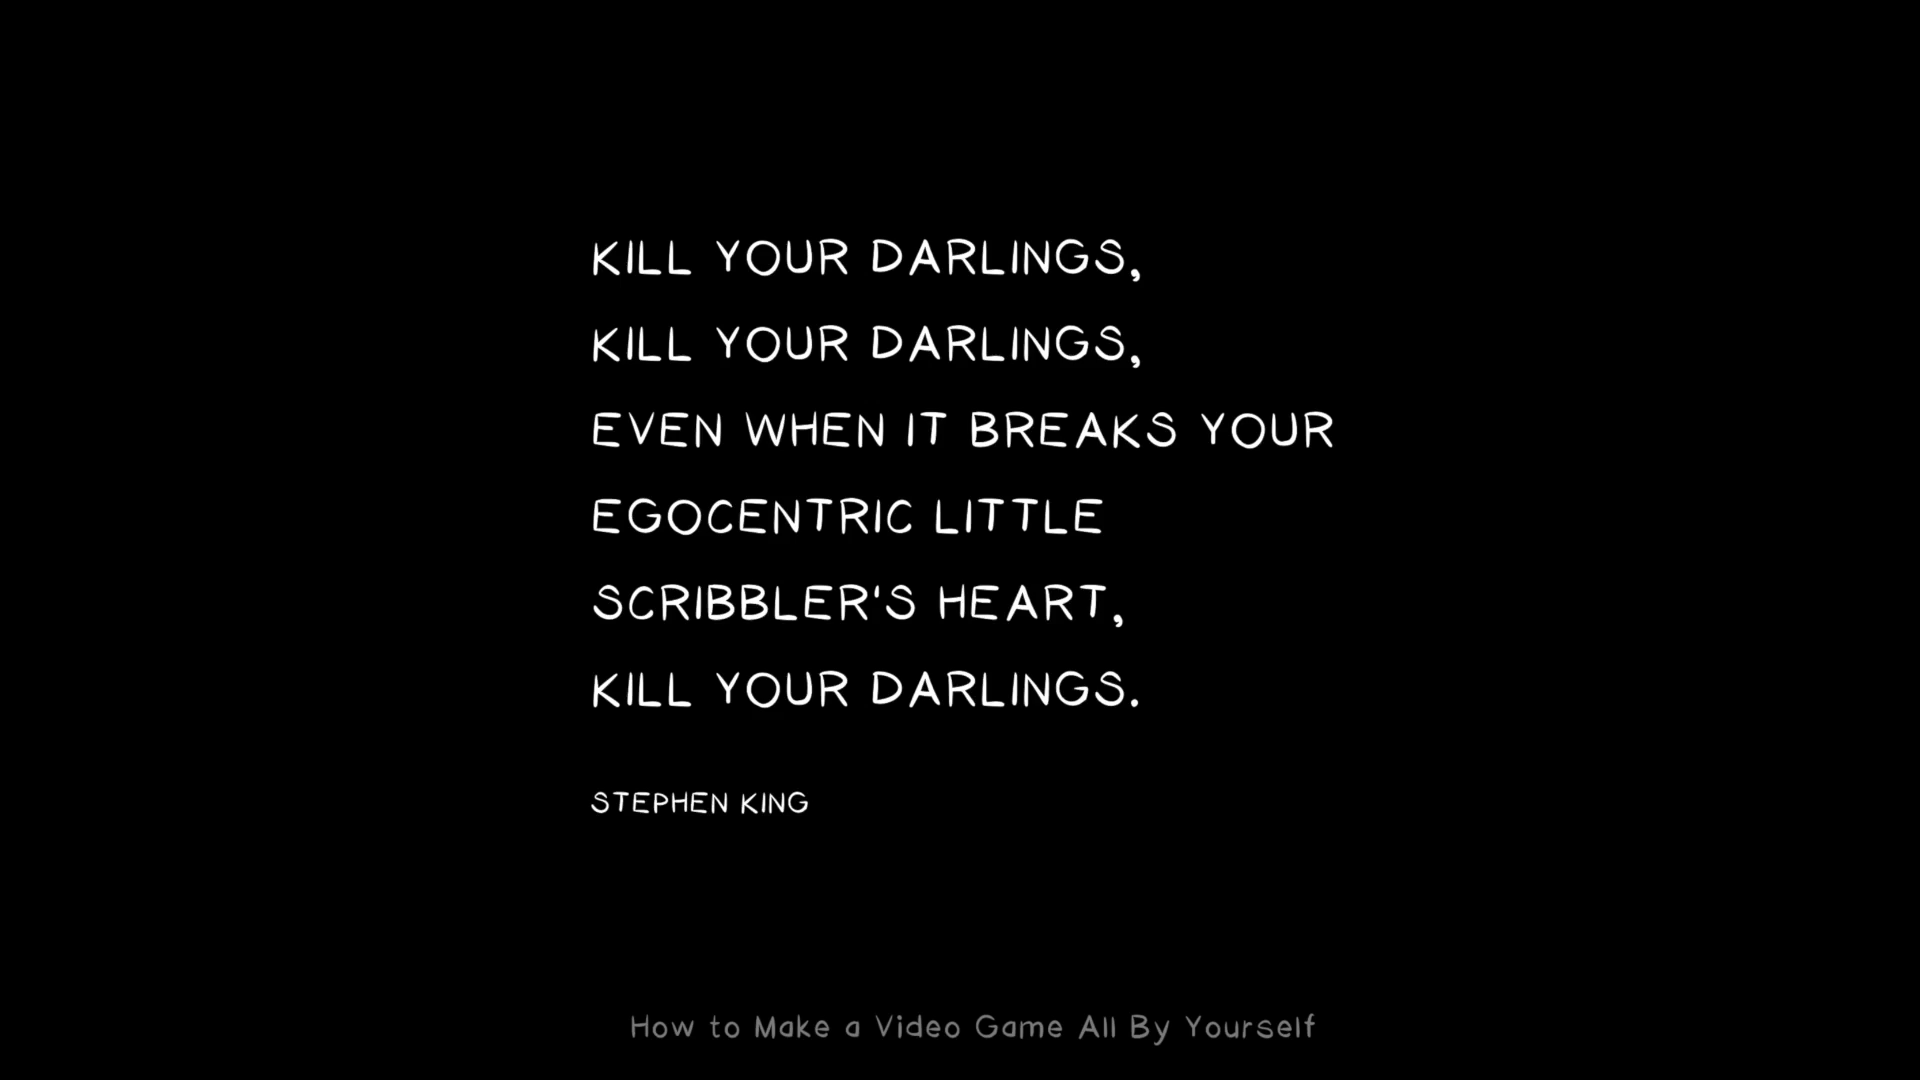 KILL YOUR DARLINGS,
KILL YOUR DARLINGS,
EVEN WHEN IT BREAKS YOUR
EGOCENTRIC LITTLE
SCRIBBLER'S HEART,
KILL YOUR DARLINGS.
STEPHEN KING
How to Make a Video Game All By Yourself